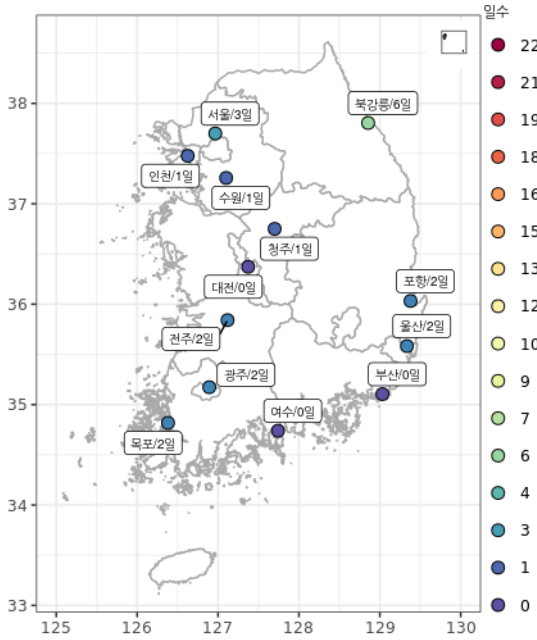 일수
22
21
19
18
16
15
13
12
10
9
7
6
4
3
1
0
38
37
36
35
34
33
125
126
127
128
129
130
북강릉/6일
서울/3일
인천/1일
수원/1일
청주/1일
대전/0일
포항/2일
울산/2일
전주/2일
광주/2일
부산/0일
여수/0일
목포/2일